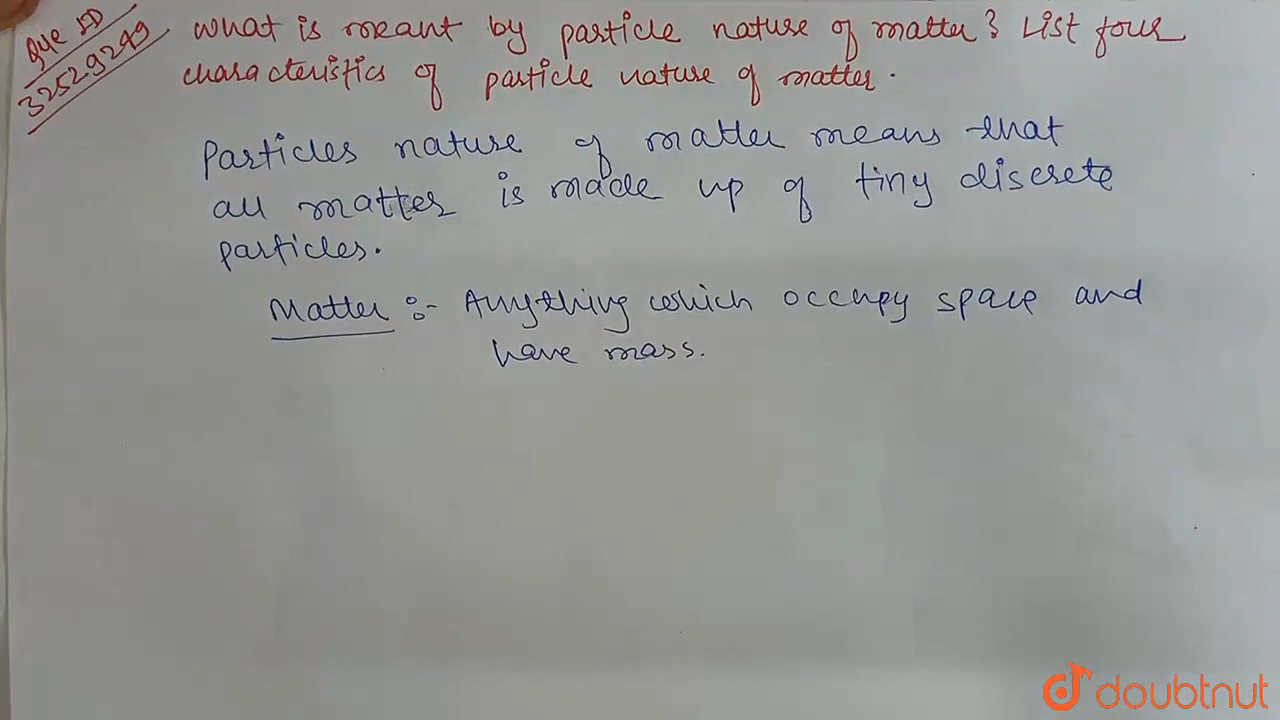 Que ID
32529249
What is meant by particle nature of matter? List four
characteristics of particle nature of matter.
Particles nature of matter means that
all matter is made up of tiny discrete
particles.
Matter :- Anything which occupy space and
have mass.
doubtnut